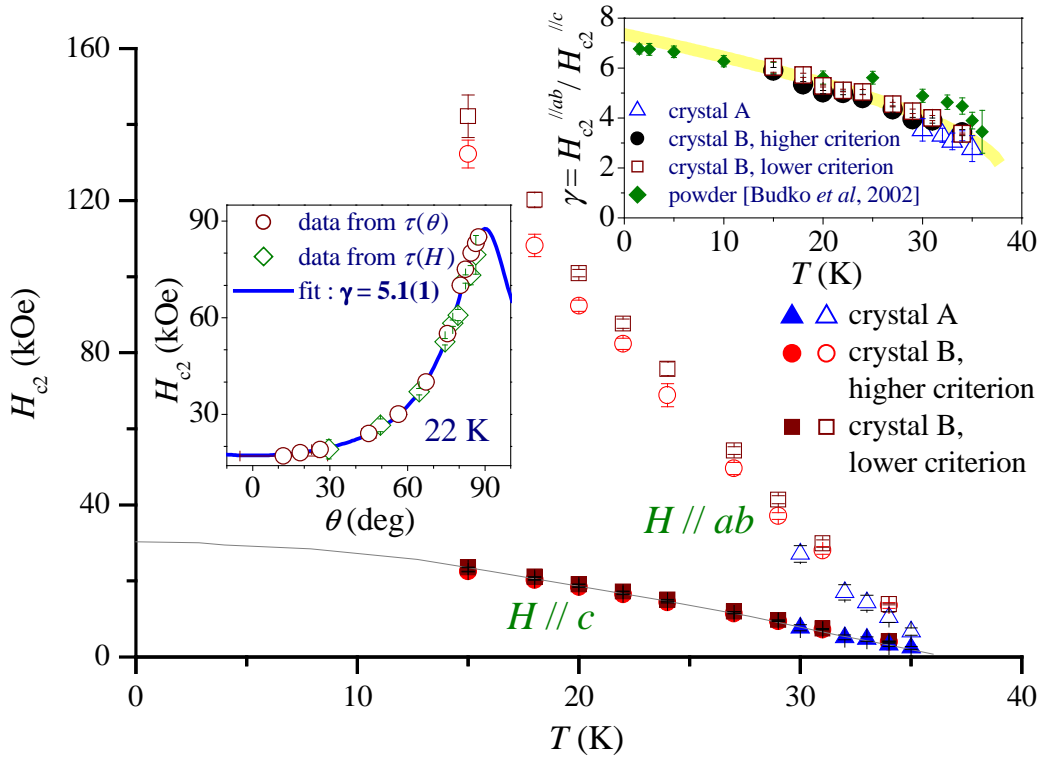 160
120
80
40
0
H_c2 (kOe)
0 10 20 30 40
T (K)
H // ab
H // c
crystal A
crystal B,
higher criterion
crystal B,
lower criterion
90
60
30
H_c2 (kOe)
0 30 60 90
θ (deg)
data from τ(θ)
data from τ(H)
fit : γ = 5.1(1)
22 K
8
6
4
2
0
γ = H_c2^//ab / H_c2^//c
0 10 20 30 40
T (K)
crystal A
crystal B, higher criterion
crystal B, lower criterion
powder [Budko et al, 2002]